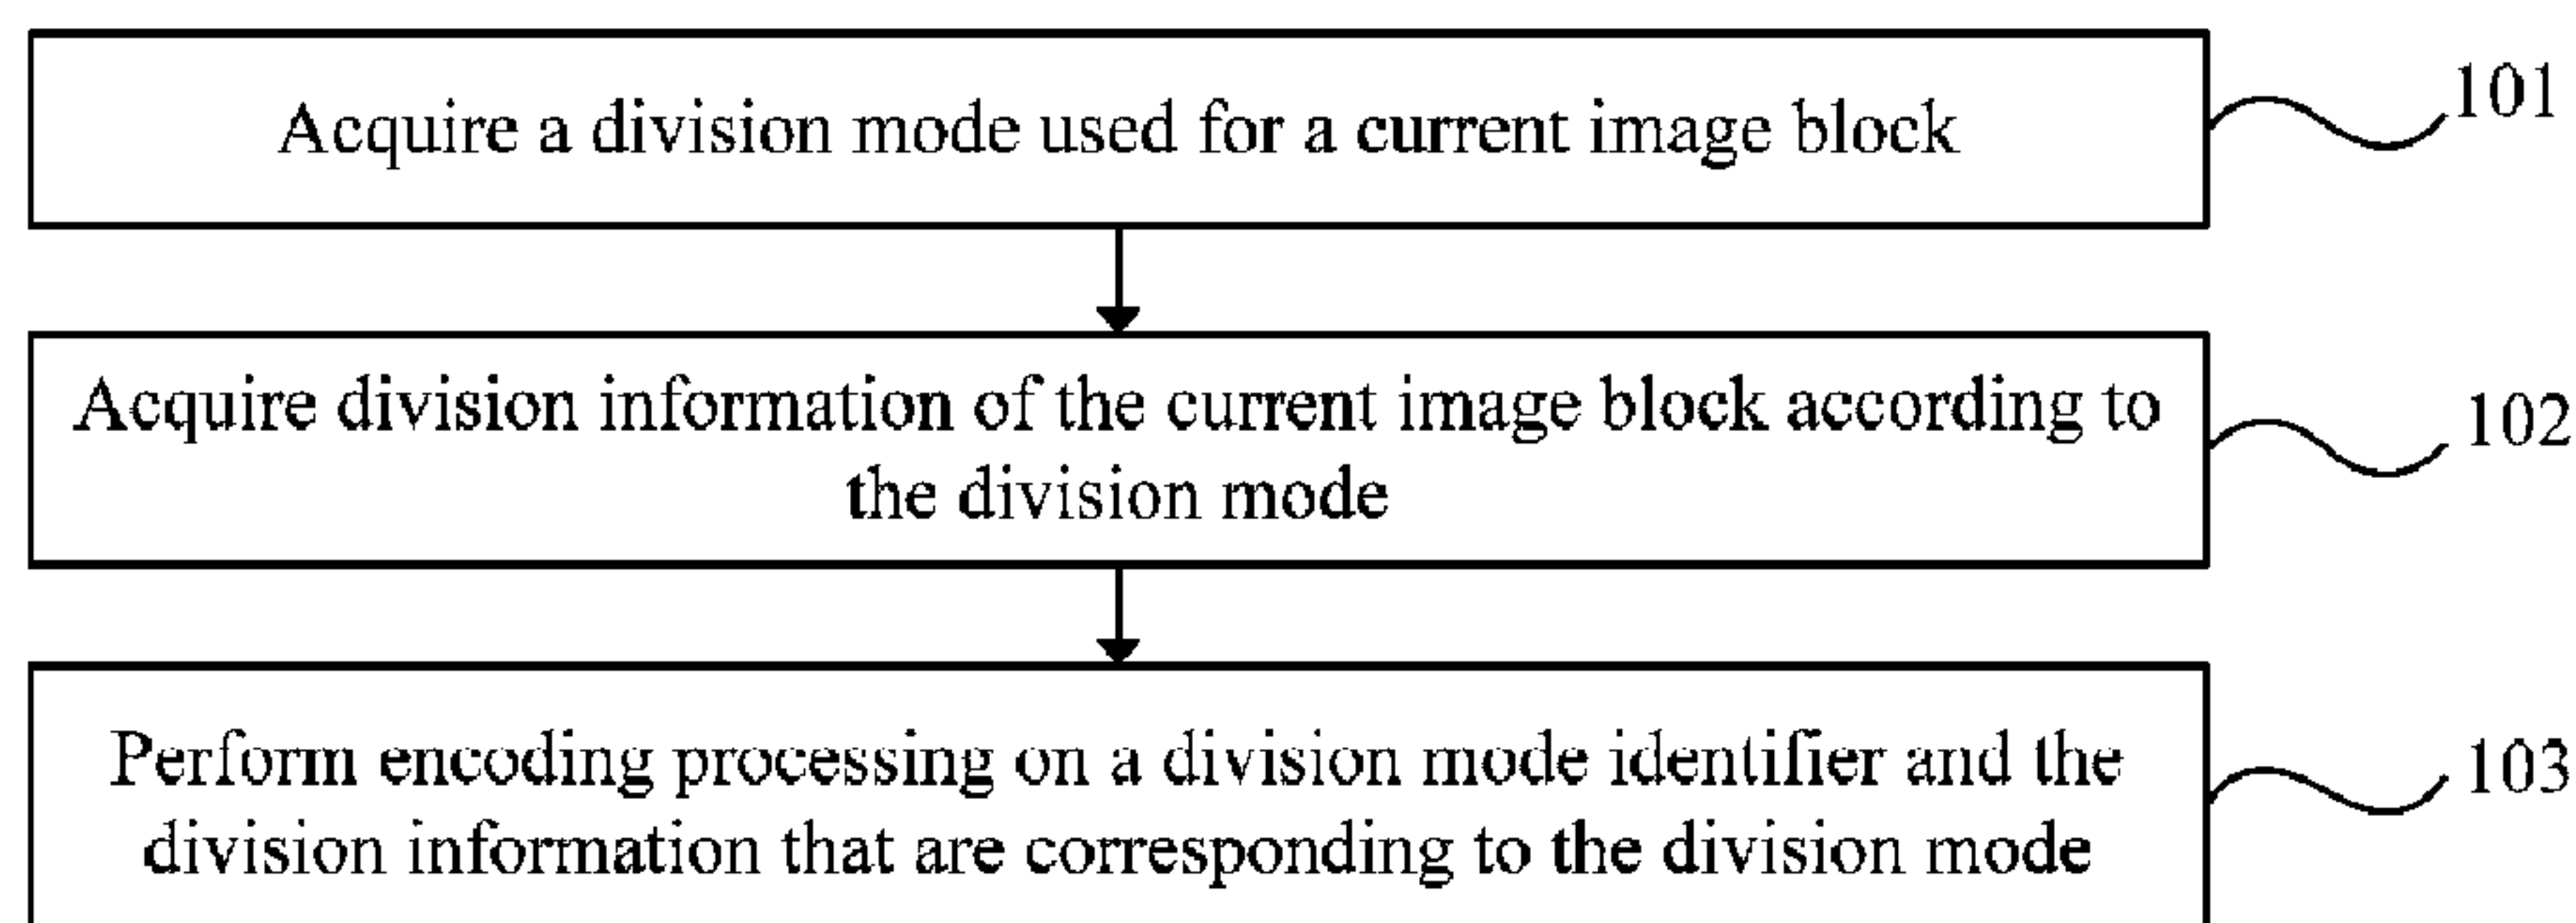 Acquire a division mode used for a current image block
101
Acquire division information of the current image block according to
the division mode
102
Perform encoding processing on a division mode identifier and the
division information that are corresponding to the division mode
103